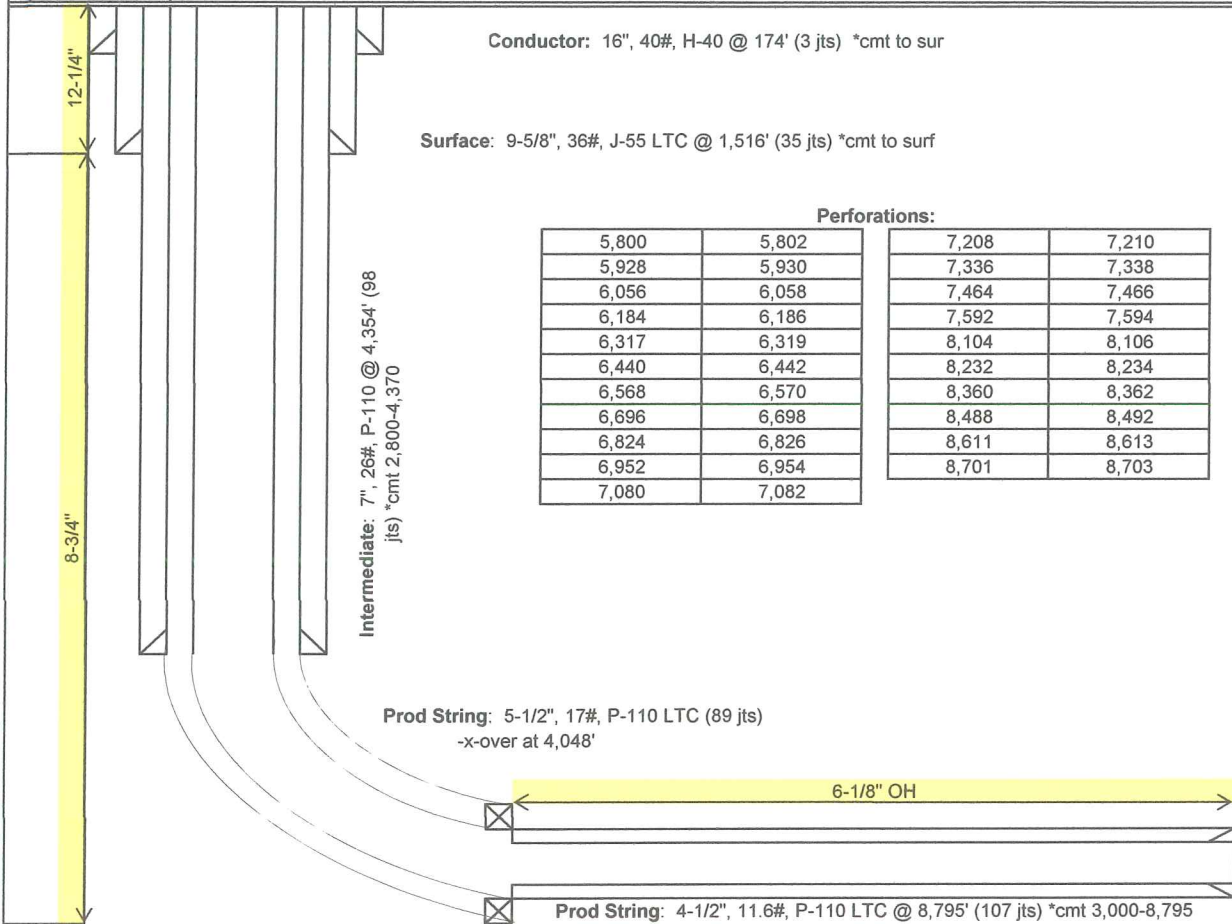 12-1/4"
Conductor: 16", 40#, H-40 @ 174' (3 jts) *cmt to sur
Surface: 9-5/8", 36#, J-55 LTC @ 1,516' (35 jts) *cmt to surf
Perforations:
5,800 5,802 7,208 7,210
5,928 5,930 7,336 7,338
6,056 6,058 7,464 7,466
6,184 6,186 7,592 7,594
6,317 6,319 8,104 8,106
6,440 6,442 8,232 8,234
6,568 6,570 8,360 8,362
6,696 6,698 8,488 8,492
6,824 6,826 8,611 8,613
6,952 6,954 8,701 8,703
7,080 7,082
8-3/4"
Intermediate: 7", 26#, P-110 @ 4,354' (98
jts) *cmt 2,800-4,370
Prod String: 5-1/2", 17#, P-110 LTC (89 jts)
-x-over at 4,048'
6-1/8" OH
Prod String: 4-1/2", 11.6#, P-110 LTC @ 8,795' (107 jts) *cmt 3,000-8,795